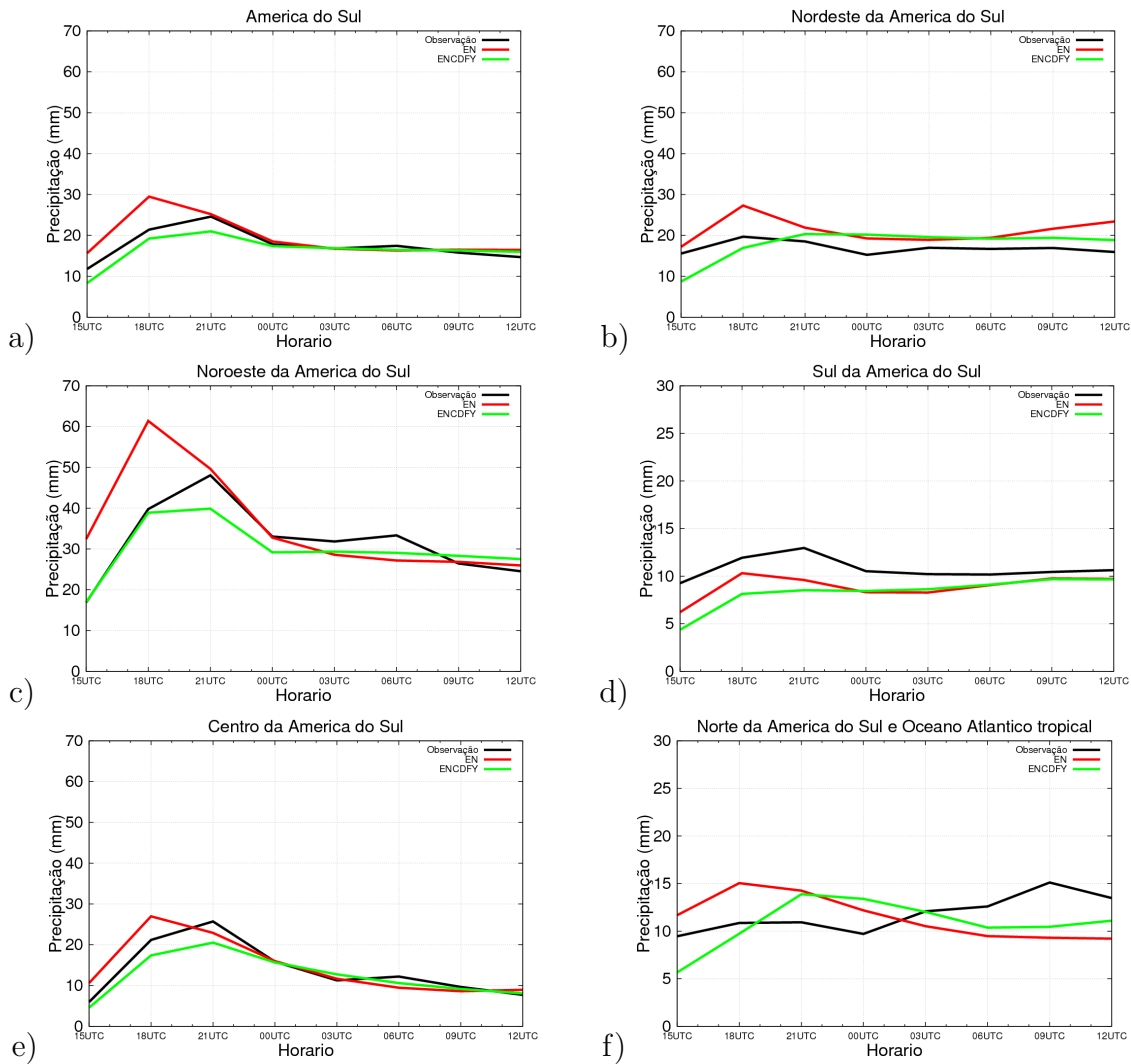 America do Sul
Observação
EN
ENCDFY
Precipitação (mm)
70
60
50
40
30
20
10
0
15UTC 18UTC 21UTC 00UTC 03UTC 06UTC 09UTC 12UTC
Horario
a)
Nordeste da America do Sul
Observação
EN
ENCDFY
Precipitação (mm)
70
60
50
40
30
20
10
0
15UTC 18UTC 21UTC 00UTC 03UTC 06UTC 09UTC 12UTC
Horario
b)
Noroeste da America do Sul
Observação
EN
ENCDFY
Precipitação (mm)
70
60
50
40
30
20
10
0
15UTC 18UTC 21UTC 00UTC 03UTC 06UTC 09UTC 12UTC
Horario
c)
Sul da America do Sul
Observação
EN
ENCDFY
Precipitação (mm)
30
25
20
15
10
5
0
15UTC 18UTC 21UTC 00UTC 03UTC 06UTC 09UTC 12UTC
Horario
d)
Centro da America do Sul
Observação
EN
ENCDFY
Precipitação (mm)
70
60
50
40
30
20
10
0
15UTC 18UTC 21UTC 00UTC 03UTC 06UTC 09UTC 12UTC
Horario
e)
Norte da America do Sul e Oceano Atlantico tropical
Observação
EN
ENCDFY
Precipitação (mm)
30
25
20
15
10
5
0
15UTC 18UTC 21UTC 00UTC 03UTC 06UTC 09UTC 12UTC
Horario
f)